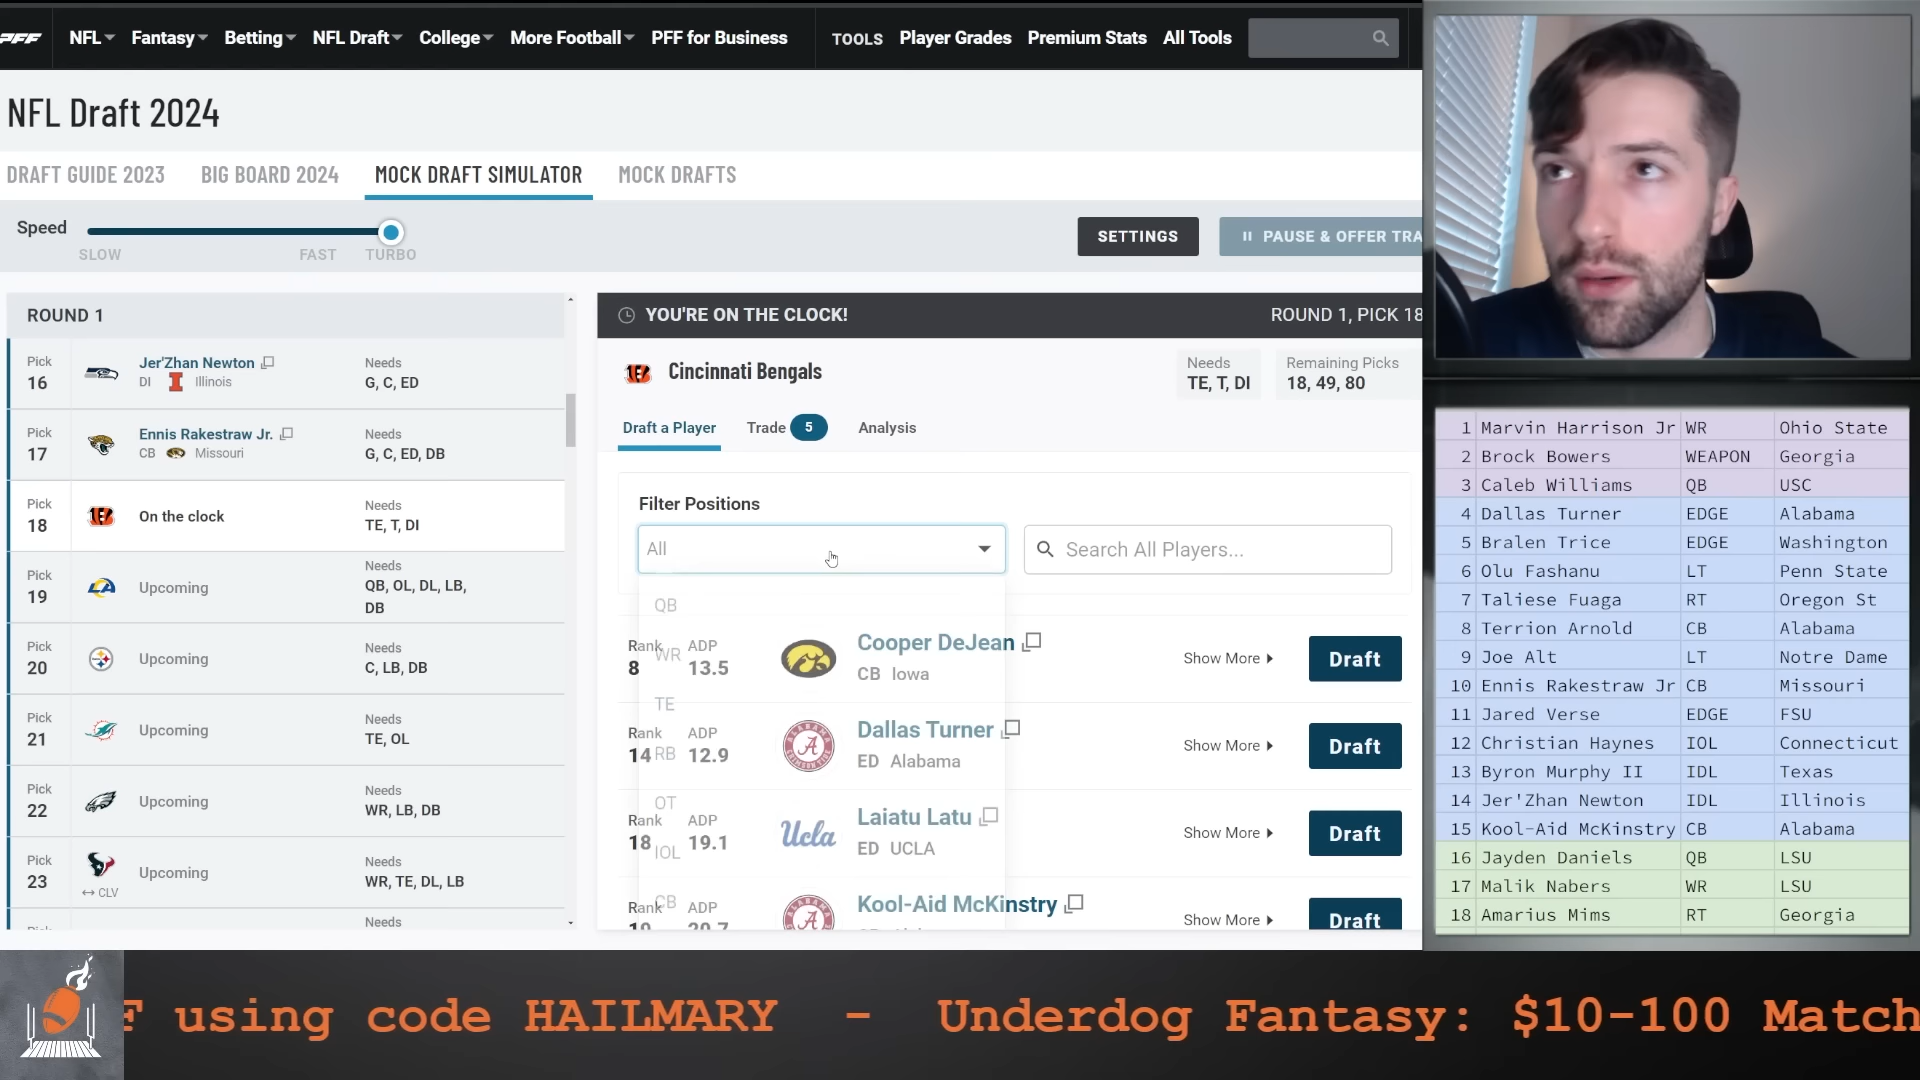 PFF NFL Fantasy Betting NFL Draft College More Football PFF for Business TOOLS Player Grades Premium Stats All Tools
NFL Draft 2024
DRAFT GUIDE 2023 BIG BOARD 2024 MOCK DRAFT SIMULATOR MOCK DRAFTS
Speed
SLOW FAST TURBO
SETTINGS
PAUSE & OFFER TRA
ROUND 1
Pick 16
Jer'Zhan Newton
DI I Illinois
Needs
G, C, ED
Pick 17
Ennis Rakestraw Jr.
CB Missouri
Needs
G, C, ED, DB
Pick 18
On the clock
Needs
TE, T, DI
Pick 19
Upcoming
Needs
QB, OL, DL, LB,
DB
Pick 20
Upcoming
Needs
C, LB, DB
Pick 21
Upcoming
Needs
TE, OL
Pick 22
Upcoming
Needs
WR, LB, DB
Pick 23
↔ CLV
Upcoming
Needs
WR, TE, DL, LB
Needs
YOU'RE ON THE CLOCK!
ROUND 1, PICK 18
Cincinnati Bengals
Needs
TE, T, DI
Remaining Picks
18, 49, 80
Draft a Player Trade 5 Analysis
Filter Positions
All
Search All Players...
QB
WR
TE
RB
OT
IOL
CB
Rank 8
ADP 13.5
Cooper DeJean
CB Iowa
Show More
Draft
Rank 14
ADP 12.9
A
Dallas Turner
ED Alabama
Show More
Draft
Rank 18
ADP 19.1
Ucla
Laiatu Latu
ED UCLA
Show More
Draft
Rank 19
ADP 20.7
Kool-Aid McKinstry
Show More
Draft
1 Marvin Harrison Jr WR Ohio State
2 Brock Bowers WEAPON Georgia
3 Caleb Williams QB USC
4 Dallas Turner EDGE Alabama
5 Bralen Trice EDGE Washington
6 Olu Fashanu LT Penn State
7 Taliese Fuaga RT Oregon St
8 Terrion Arnold CB Alabama
9 Joe Alt LT Notre Dame
10 Ennis Rakestraw Jr CB Missouri
11 Jared Verse EDGE FSU
12 Christian Haynes IOL Connecticut
13 Byron Murphy II IDL Texas
14 Jer'Zhan Newton IDL Illinois
15 Kool-Aid McKinstry CB Alabama
16 Jayden Daniels QB LSU
17 Malik Nabers WR LSU
18 Amarius Mims RT Georgia
F using code HAILMARY - Underdog Fantasy: $10-100 Match